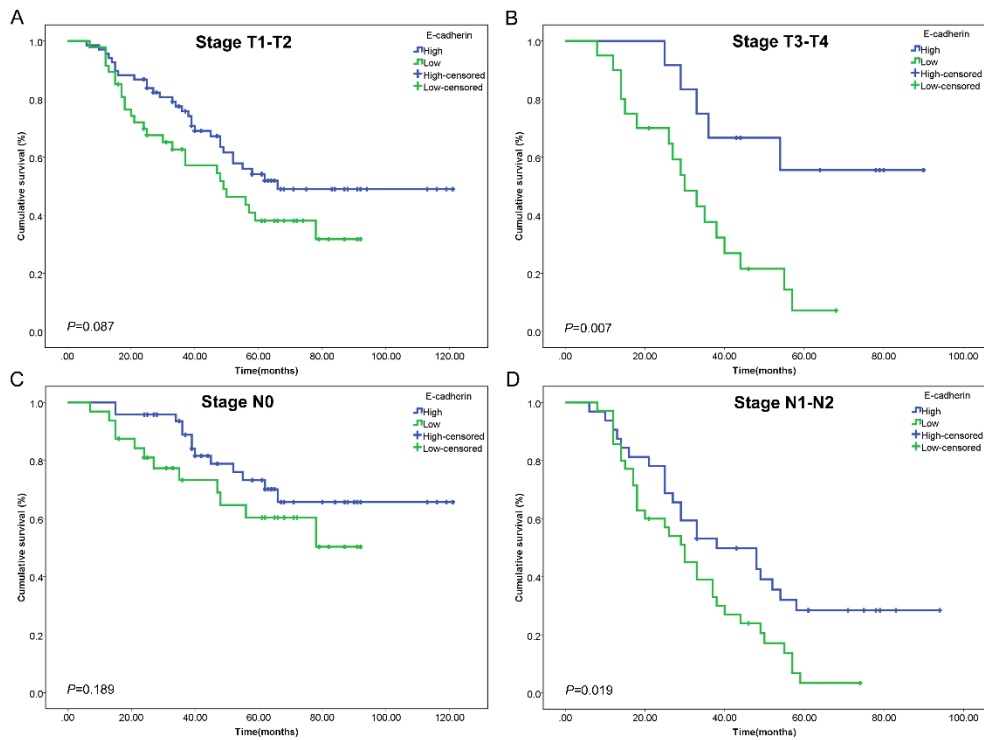 A
Stage T1-T2
E-cadherin
High
Low
High-censored
Low-censored
Cumulative survival (%)
1.0
0.8
0.6
0.4
0.2
0.0
P=0.087
.00 20.00 40.00 60.00 80.00 100.00 120.00
Time(months)
B
Stage T3-T4
E-cadherin
High
Low
High-censored
Low-censored
Cumulative survival (%)
1.0
0.8
0.6
0.4
0.2
0.0
P=0.007
.00 20.00 40.00 60.00 80.00 100.00
Time(months)
C
Stage N0
E-cadherin
High
Low
High-censored
Low-censored
Cumulative survival (%)
1.0
0.8
0.6
0.4
0.2
0.0
P=0.189
.00 20.00 40.00 60.00 80.00 100.00 120.00
Time(months)
D
Stage N1-N2
E-cadherin
High
Low
High-censored
Low-censored
Cumulative survival (%)
1.0
0.8
0.6
0.4
0.2
0.0
P=0.019
.00 20.00 40.00 60.00 80.00 100.00
Time(months)